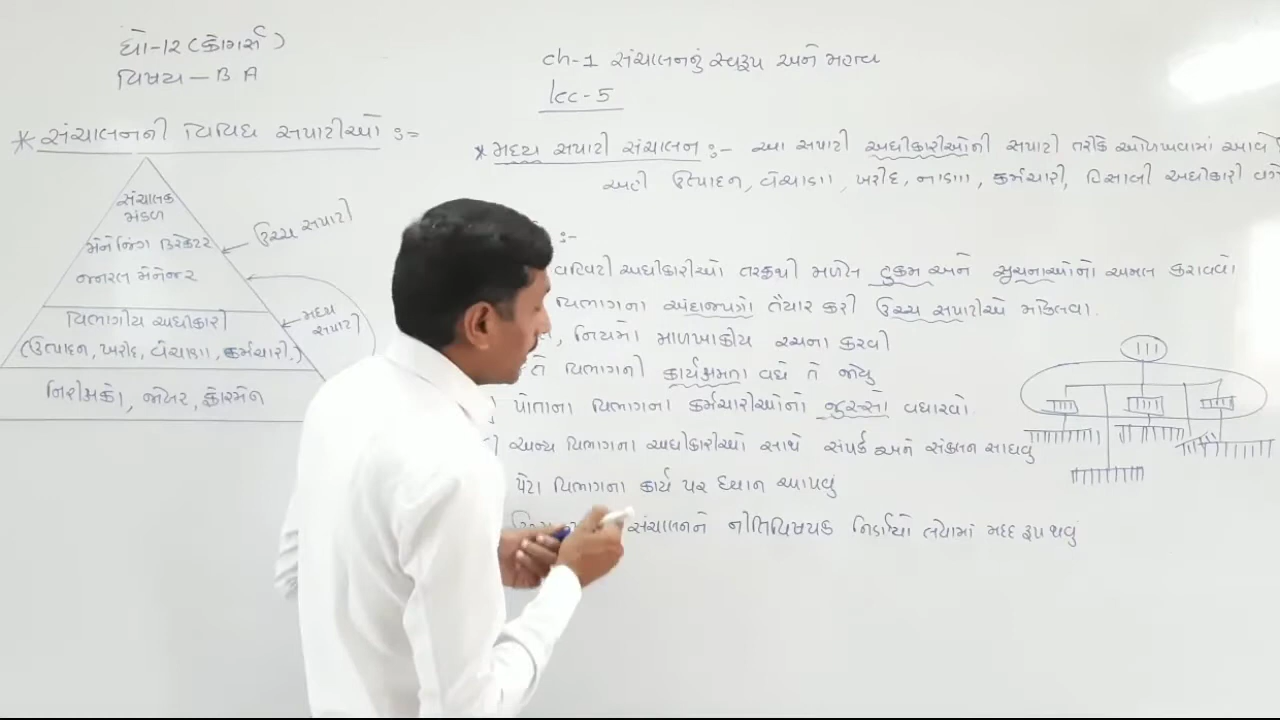 ધો-12 (કોમર્સ)
વિષય - B A
ch-1 સંચાલનનું સ્વરૂપ અને મહત્વ
lec-5
* સંચાલનની વિવિધ સપાટીઓ :-
સંચાલક
મંડળ
મેનેજિંગ ડિરેક્ટર
જનરલ મેનેજર
ઉચ્ચ સપાટી
વિભાગીય અધીકારી
(ઉત્પાદન, ખરીદ, વેચાણ, કર્મચારી.)
મધ્ય
સપાટી
નિરીક્ષકો, જોબર, ફોરમેન
* મધ્ય સપાટી સંચાલન :- આ સપાટી અધીકારીઓની સપાટી તરીકે ઓળખવામાં આવે
અહી ઉત્પાદન, વેચાણ, ખરીદ, નાણા, કર્મચારી, હિસાબી અધીકારી વગે
:-
વહિવટી અધીકારીઓ તરફથી મળેલ હુકમ અને સુચનાઓનો અમલ કરાવવો
વિભાગના અંદાજપત્રો તૈયાર કરી ઉચ્ચ સપાટીએ મોકલવા.
, નિયમો માળખાકીય રચના કરવી
તે વિભાગની કાર્યક્ષમતા વધે તે જોવુ
પોતાના વિભાગના કર્મચારીઓનો જુસ્સો વધારવો.
અન્ય વિભાગના અધીકારીઓ સાથે સંપર્ક અને સંકલન સાધવુ
પેટા વિભાગના કાર્ય પર ધ્યાન આપવું
સંચાલનને નીતિવિષયક નિર્ણયો લેવામાં મદદ રૂપ થવુ